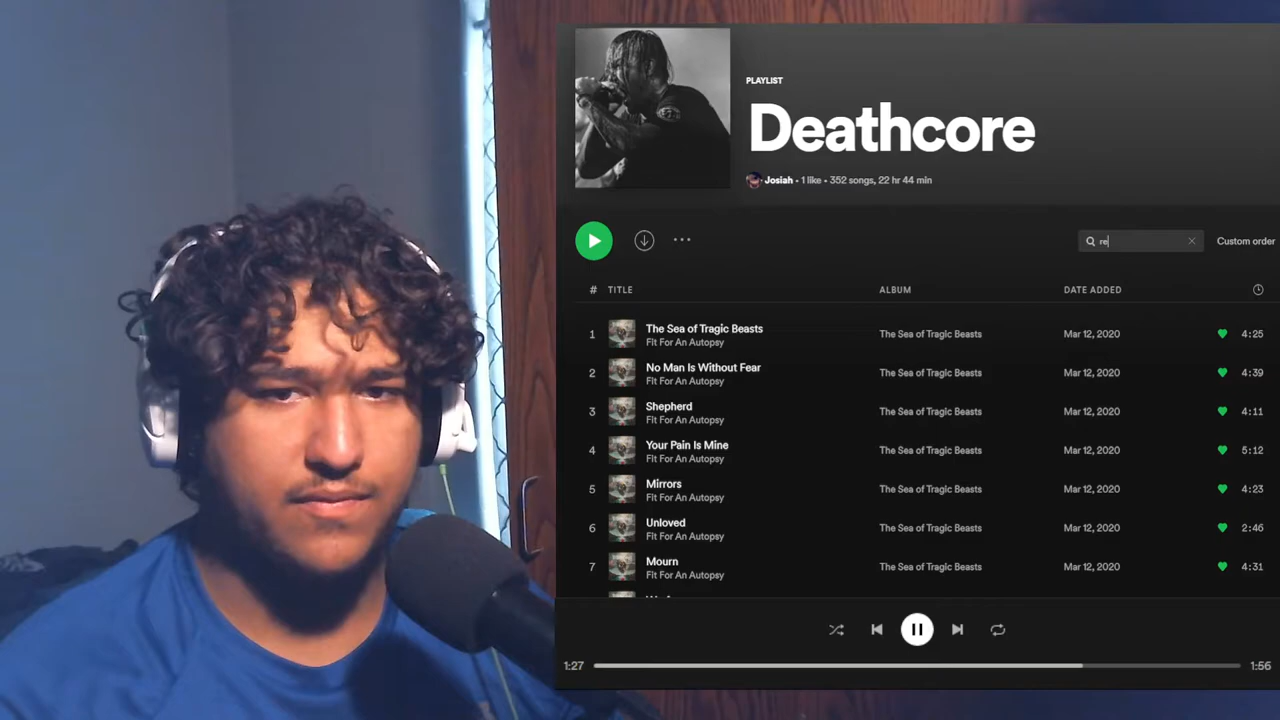 PLAYLIST
Deathcore
Josiah • 1 like • 352 songs, 22 hr 44 min
re
Custom order
# TITLE ALBUM DATE ADDED
1 The Sea of Tragic Beasts The Sea of Tragic Beasts Mar 12, 2020 4:25
Fit For An Autopsy
2 No Man Is Without Fear The Sea of Tragic Beasts Mar 12, 2020 4:39
Fit For An Autopsy
3 Shepherd The Sea of Tragic Beasts Mar 12, 2020 4:11
Fit For An Autopsy
4 Your Pain Is Mine The Sea of Tragic Beasts Mar 12, 2020 5:12
Fit For An Autopsy
5 Mirrors The Sea of Tragic Beasts Mar 12, 2020 4:23
Fit For An Autopsy
6 Unloved The Sea of Tragic Beasts Mar 12, 2020 2:46
Fit For An Autopsy
7 Mourn The Sea of Tragic Beasts Mar 12, 2020 4:31
Fit For An Autopsy
1:27 1:56